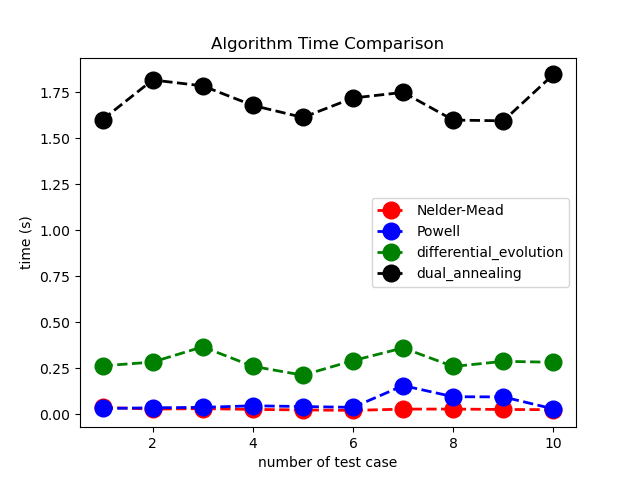 Algorithm Time Comparison
time (s)
1.75
1.50
1.25
1.00
0.75
0.50
0.25
0.00
Nelder-Mead
Powell
differential_evolution
dual_annealing
2
4
6
8
10
number of test case